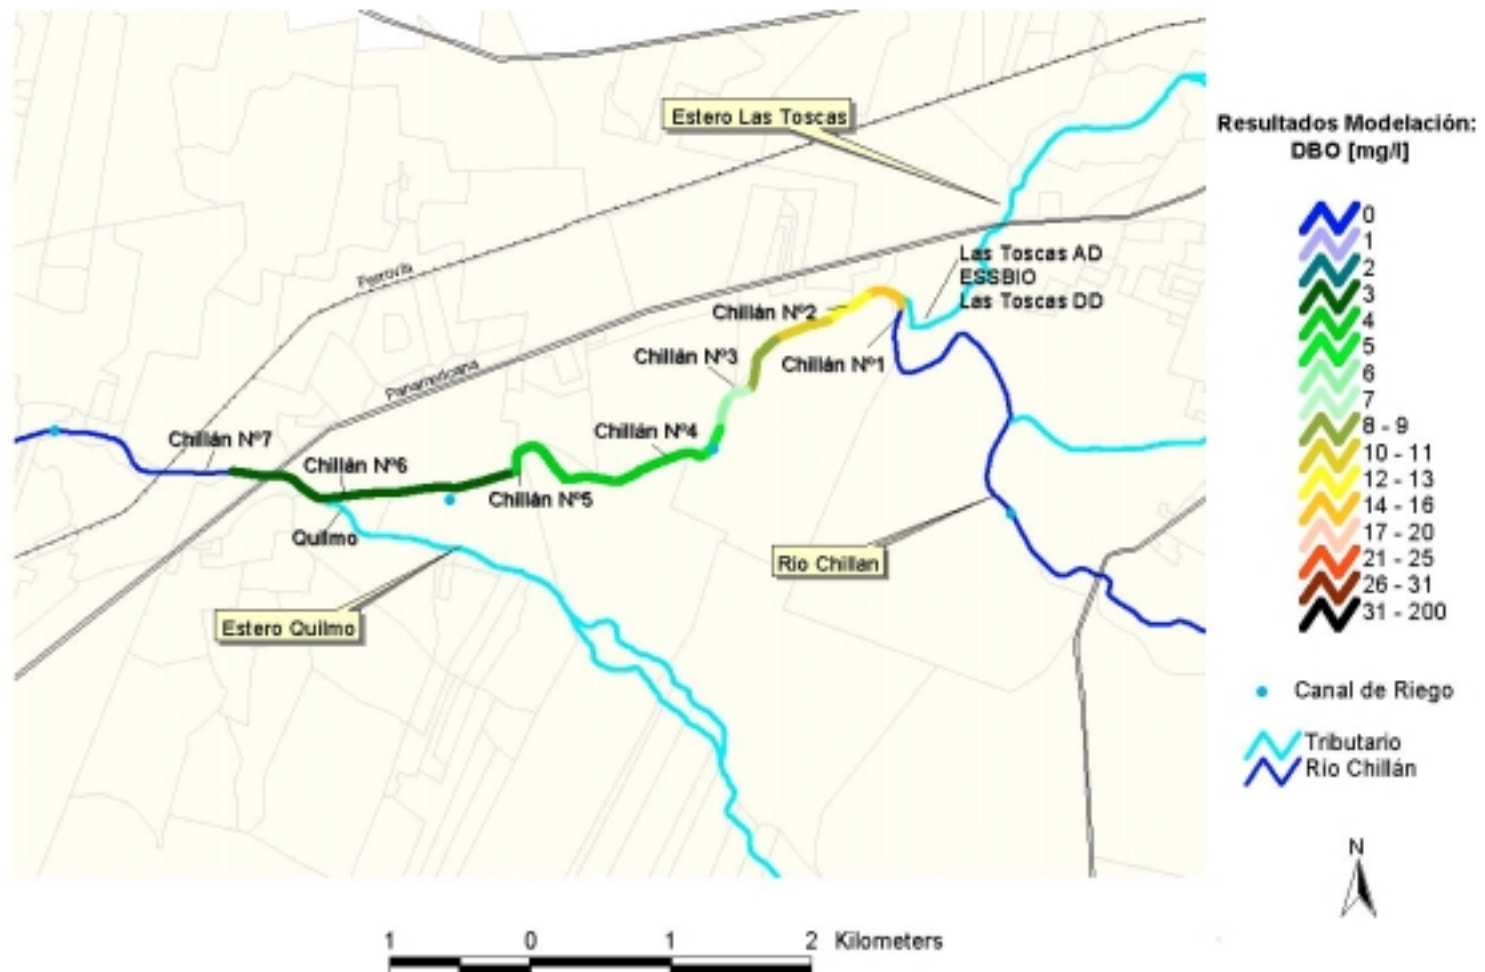 Estero Las Toscas
Resultados Modelación:
DBO [mg/l]
0
1
2
3
4
5
6
7
8 - 9
10 - 11
12 - 13
14 - 16
17 - 20
21 - 25
26 - 31
31 - 200
Las Toscas AD
ESSBIO
Las Toscas DD
Ferrovía
Chillán Nº2
Chillán Nº3
Chillán Nº1
Panamericana
Chillán Nº4
Chillán Nº7
Chillán Nº6
Chillán Nº5
Quilmo
Río Chillan
Estero Quilmo
Canal de Riego
Tributario
Río Chillán
N
1 0 1 2 Kilometers